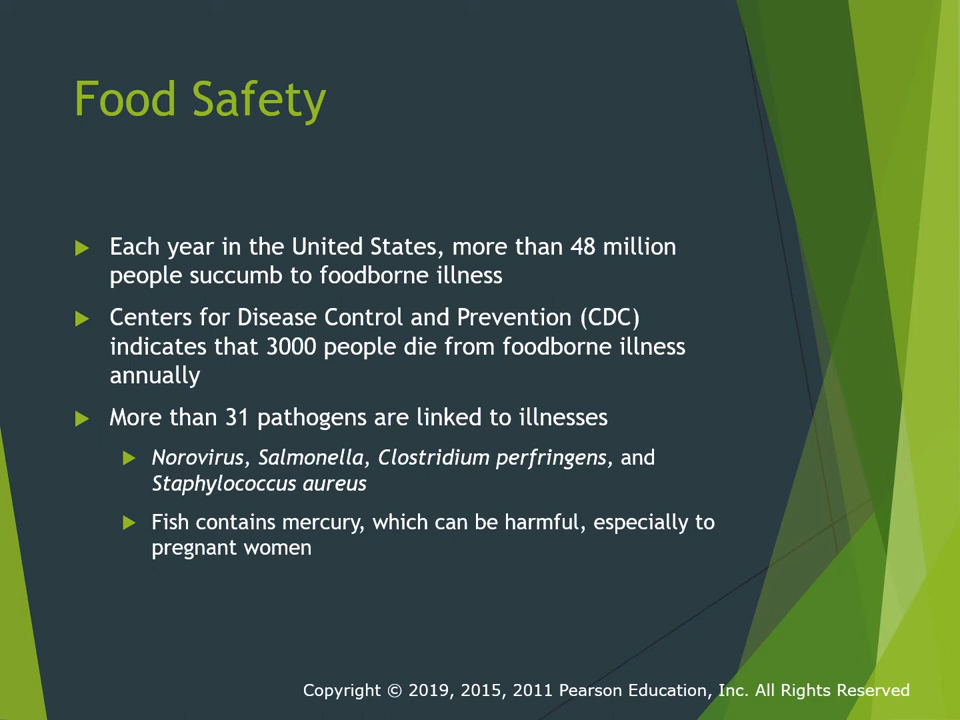 Food Safety
Each year in the United States, more than 48 million
people succumb to foodborne illness
Centers for Disease Control and Prevention (CDC)
indicates that 3000 people die from foodborne illness
annually
More than 31 pathogens are linked to illnesses
Norovirus, Salmonella, Clostridium perfringens, and
Staphylococcus aureus
Fish contains mercury, which can be harmful, especially to
pregnant women
Copyright © 2019, 2015, 2011 Pearson Education, Inc. All Rights Reserved